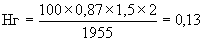 Нг = 100×0,87×1,5×2 / 1955 = 0,13